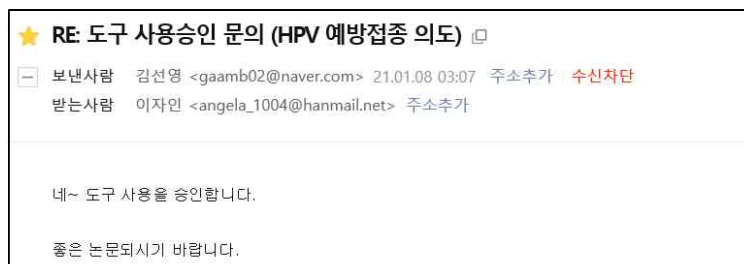 RE: 도구 사용승인 문의 (HPV 예방접종 의도)
보낸사람 김선영 <gaamb02@naver.com> 21.01.08 03:07 주소추가 수신차단
받는사람 이자인 <angela_1004@hanmail.net> 주소추가
네~ 도구 사용을 승인합니다.
좋은 논문되시기 바랍니다.